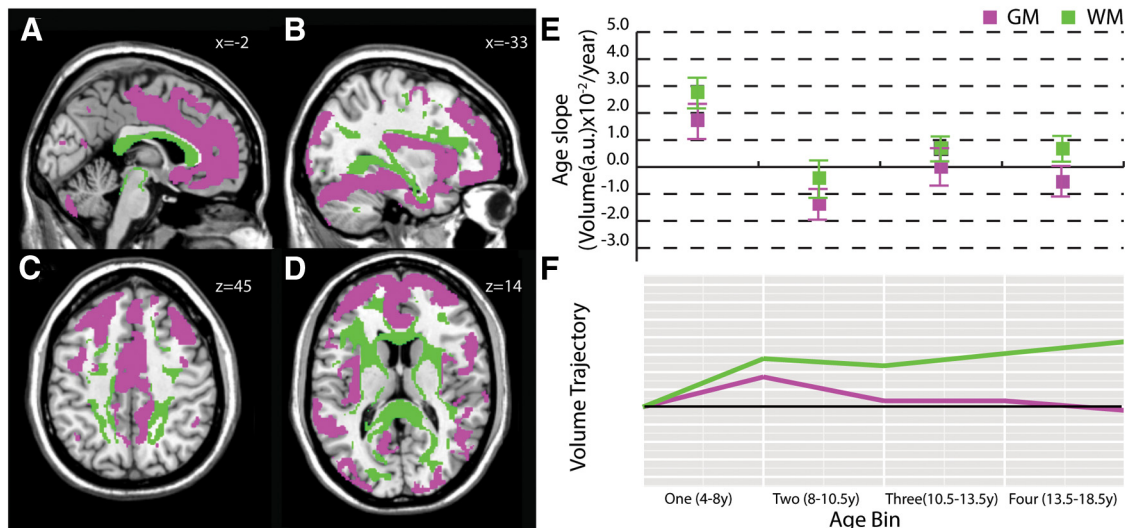 A
x=-2
B
x=-33
C
z=45
D
z=14
E
GM
WM
Age slope
(Volume(a.u.)x10⁻²/year)
5.0
4.0
3.0
2.0
1.0
0.0
-1.0
-2.0
-3.0
F
Volume Trajectory
One (4-8y)
Two (8-10.5y)
Three(10.5-13.5y)
Four (13.5-18.5y)
Age Bin